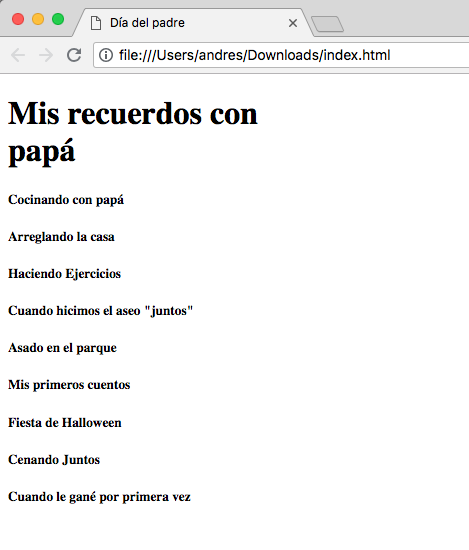 Día del padre
file:///Users/andres/Downloads/index.html
Mis recuerdos con
papá
Cocinando con papá
Arreglando la casa
Haciendo Ejercicios
Cuando hicimos el aseo "juntos"
Asado en el parque
Mis primeros cuentos
Fiesta de Halloween
Cenando Juntos
Cuando le gané por primera vez